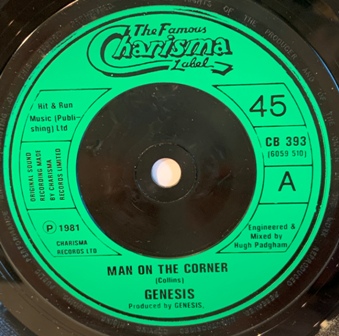 The Famous
Charisma
Label
Hit & Run
Music (Publi-
shing) Ltd
45
CB 393
(6059 510)
ORIGINAL SOUND
RECORDING MADE
BY CHARISMA
RECORDS LIMITED
A
℗ 1981
CHARISMA
RECORDS LTD
Engineered &
Mixed by
Hugh Padgham
MAN ON THE CORNER
(Collins)
GENESIS
Produced by GENESIS.